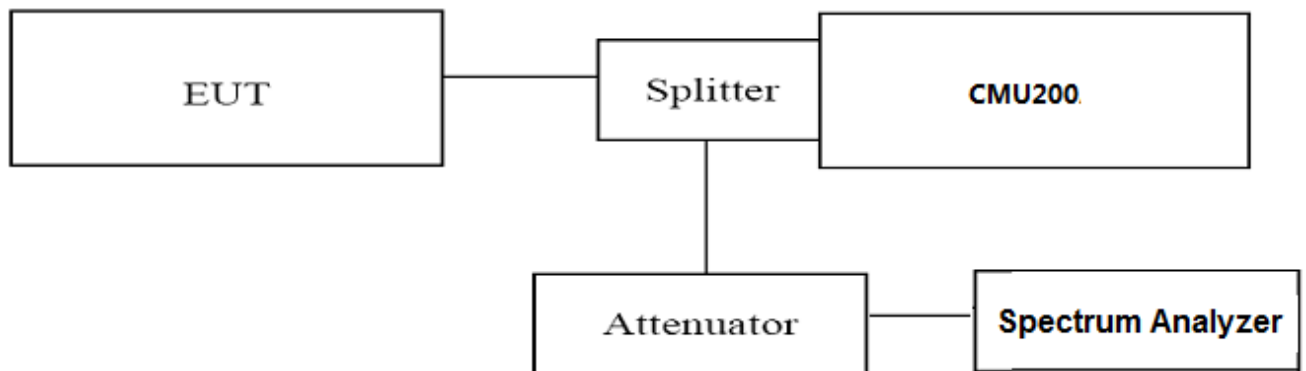 EUT
Splitter
CMU200
Attenuator
Spectrum Analyzer